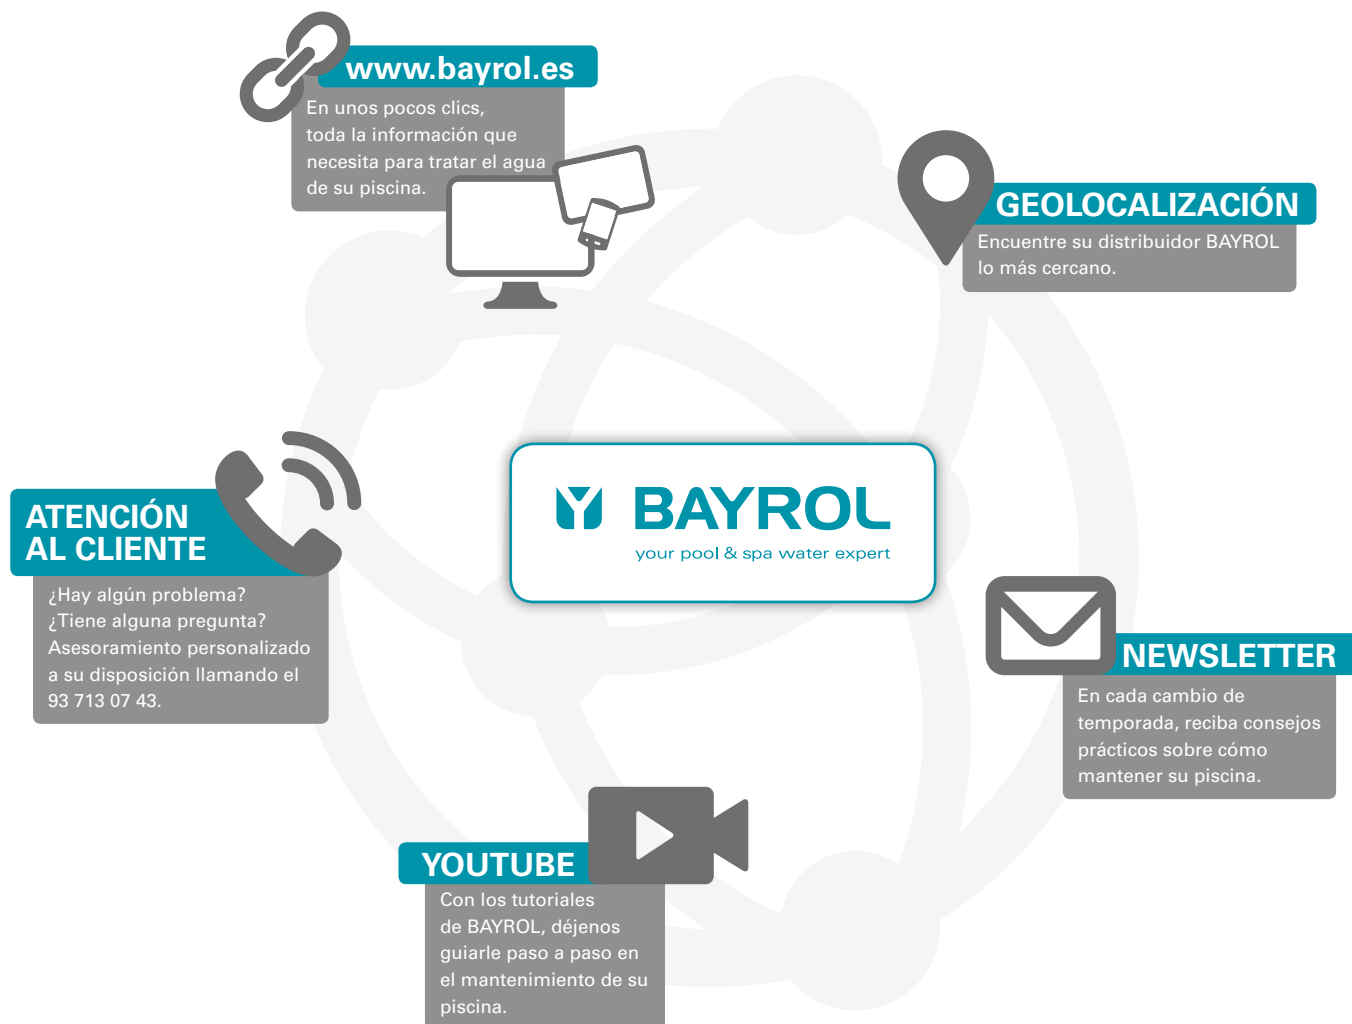 www.bayrol.es
En unos pocos clics,
toda la información que
necesita para tratar el agua
de su piscina.
GEOLOCALIZACIÓN
Encuentre su distribuidor BAYROL
lo más cercano.
ATENCIÓN
AL CLIENTE
¿Hay algún problema?
¿Tiene alguna pregunta?
Asesoramiento personalizado
a su disposición llamando el
93 713 07 43.
BAYROL
your pool & spa water expert
NEWSLETTER
En cada cambio de
temporada, reciba consejos
prácticos sobre cómo
mantener su piscina.
YOUTUBE
Con los tutoriales
de BAYROL, déjenos
guiarle paso a paso en
el mantenimiento de su
piscina.